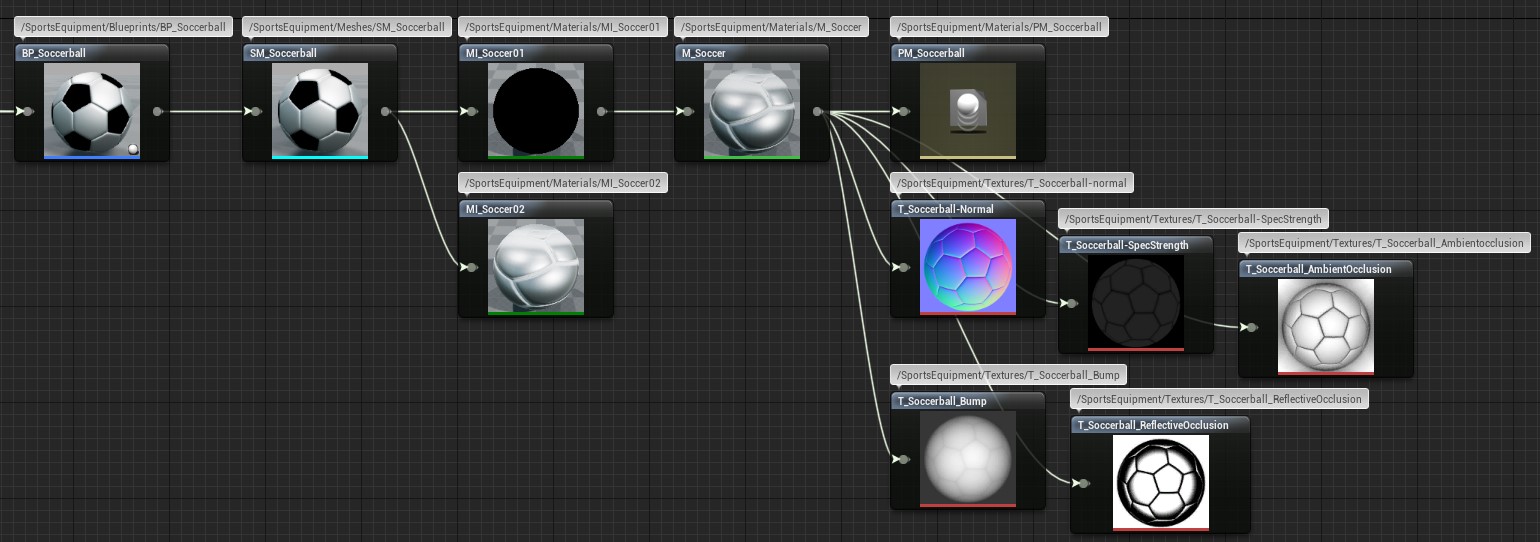 /SportsEquipment/Blueprints/BP_Soccerball
BP_Soccerball
/SportsEquipment/Meshes/SM_Soccerball
SM_Soccerball
/SportsEquipment/Materials/MI_Soccer01
MI_Soccer01
/SportsEquipment/Materials/M_Soccer
M_Soccer
/SportsEquipment/Materials/PM_Soccerball
PM_Soccerball
/SportsEquipment/Materials/MI_Soccer02
MI_Soccer02
/SportsEquipment/Textures/T_Soccerball-normal
T_Soccerball-Normal
/SportsEquipment/Textures/T_Soccerball-SpecStrength
T_Soccerball-SpecStrength
/SportsEquipment/Textures/T_Soccerball_Ambientocclusion
T_Soccerball_AmbientOcclusion
/SportsEquipment/Textures/T_Soccerball_Bump
T_Soccerball_Bump
/SportsEquipment/Textures/T_Soccerball_ReflectiveOcclusion
T_Soccerball_ReflectiveOcclusion